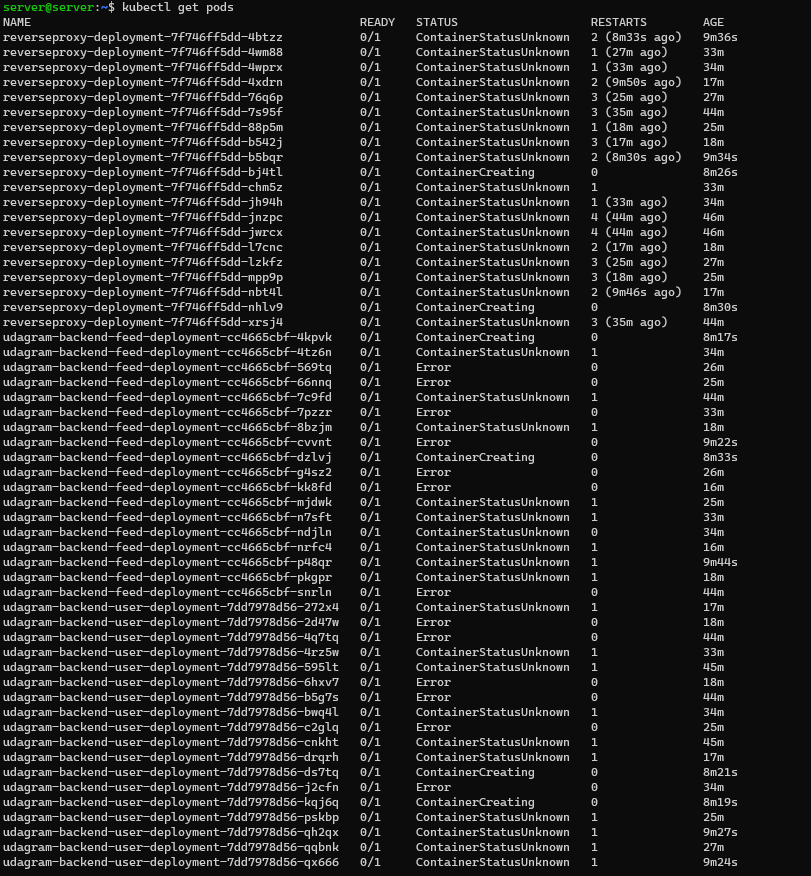 server@server:~$ kubectl get pods
NAME READY STATUS RESTARTS AGE
reverseproxy-deployment-7f746ff5dd-4btzz 0/1 ContainerStatusUnknown 2 (8m33s ago) 9m36s
reverseproxy-deployment-7f746ff5dd-4wm88 0/1 ContainerStatusUnknown 1 (27m ago) 33m
reverseproxy-deployment-7f746ff5dd-4wprx 0/1 ContainerStatusUnknown 1 (33m ago) 34m
reverseproxy-deployment-7f746ff5dd-4xdrn 0/1 ContainerStatusUnknown 2 (9m50s ago) 17m
reverseproxy-deployment-7f746ff5dd-76q6p 0/1 ContainerStatusUnknown 3 (25m ago) 27m
reverseproxy-deployment-7f746ff5dd-7s95f 0/1 ContainerStatusUnknown 3 (35m ago) 44m
reverseproxy-deployment-7f746ff5dd-88p5m 0/1 ContainerStatusUnknown 1 (18m ago) 25m
reverseproxy-deployment-7f746ff5dd-b542j 0/1 ContainerStatusUnknown 3 (17m ago) 18m
reverseproxy-deployment-7f746ff5dd-b5bqr 0/1 ContainerStatusUnknown 2 (8m30s ago) 9m34s
reverseproxy-deployment-7f746ff5dd-bj4tl 0/1 ContainerCreating 0 8m26s
reverseproxy-deployment-7f746ff5dd-chm5z 0/1 ContainerStatusUnknown 1 33m
reverseproxy-deployment-7f746ff5dd-jh94h 0/1 ContainerStatusUnknown 1 (33m ago) 34m
reverseproxy-deployment-7f746ff5dd-jnzpc 0/1 ContainerStatusUnknown 4 (44m ago) 46m
reverseproxy-deployment-7f746ff5dd-jwrcx 0/1 ContainerStatusUnknown 4 (44m ago) 46m
reverseproxy-deployment-7f746ff5dd-l7cnc 0/1 ContainerStatusUnknown 2 (17m ago) 18m
reverseproxy-deployment-7f746ff5dd-lzkfz 0/1 ContainerStatusUnknown 3 (25m ago) 27m
reverseproxy-deployment-7f746ff5dd-mpp9p 0/1 ContainerStatusUnknown 3 (18m ago) 25m
reverseproxy-deployment-7f746ff5dd-nbt4l 0/1 ContainerStatusUnknown 2 (9m46s ago) 17m
reverseproxy-deployment-7f746ff5dd-nhlv9 0/1 ContainerCreating 0 8m30s
reverseproxy-deployment-7f746ff5dd-xrsj4 0/1 ContainerStatusUnknown 3 (35m ago) 44m
udagram-backend-feed-deployment-cc4665cbf-4kpvk 0/1 ContainerCreating 0 8m17s
udagram-backend-feed-deployment-cc4665cbf-4tz6n 0/1 ContainerStatusUnknown 1 34m
udagram-backend-feed-deployment-cc4665cbf-569tq 0/1 Error 0 26m
udagram-backend-feed-deployment-cc4665cbf-66nnq 0/1 Error 0 25m
udagram-backend-feed-deployment-cc4665cbf-7c9fd 0/1 ContainerStatusUnknown 1 44m
udagram-backend-feed-deployment-cc4665cbf-7pzzr 0/1 Error 0 33m
udagram-backend-feed-deployment-cc4665cbf-8bzjm 0/1 ContainerStatusUnknown 1 18m
udagram-backend-feed-deployment-cc4665cbf-cvvnt 0/1 Error 0 9m22s
udagram-backend-feed-deployment-cc4665cbf-dzlvj 0/1 ContainerCreating 0 8m33s
udagram-backend-feed-deployment-cc4665cbf-g4sz2 0/1 Error 0 26m
udagram-backend-feed-deployment-cc4665cbf-kk8fd 0/1 Error 0 16m
udagram-backend-feed-deployment-cc4665cbf-mjdwk 0/1 ContainerStatusUnknown 1 25m
udagram-backend-feed-deployment-cc4665cbf-n7sft 0/1 ContainerStatusUnknown 1 33m
udagram-backend-feed-deployment-cc4665cbf-ndjln 0/1 ContainerStatusUnknown 0 34m
udagram-backend-feed-deployment-cc4665cbf-nrfc4 0/1 ContainerStatusUnknown 1 16m
udagram-backend-feed-deployment-cc4665cbf-p48qr 0/1 ContainerStatusUnknown 1 9m44s
udagram-backend-feed-deployment-cc4665cbf-pkgpr 0/1 ContainerStatusUnknown 1 18m
udagram-backend-feed-deployment-cc4665cbf-snrln 0/1 Error 0 44m
udagram-backend-user-deployment-7dd7978d56-272x4 0/1 ContainerStatusUnknown 1 17m
udagram-backend-user-deployment-7dd7978d56-2d47w 0/1 Error 0 18m
udagram-backend-user-deployment-7dd7978d56-4q7tq 0/1 Error 0 44m
udagram-backend-user-deployment-7dd7978d56-4rz5w 0/1 ContainerStatusUnknown 1 33m
udagram-backend-user-deployment-7dd7978d56-595lt 0/1 ContainerStatusUnknown 1 45m
udagram-backend-user-deployment-7dd7978d56-6hxv7 0/1 Error 0 18m
udagram-backend-user-deployment-7dd7978d56-b5g7s 0/1 Error 0 44m
udagram-backend-user-deployment-7dd7978d56-bwq4l 0/1 ContainerStatusUnknown 1 34m
udagram-backend-user-deployment-7dd7978d56-c2glq 0/1 Error 0 25m
udagram-backend-user-deployment-7dd7978d56-cnkht 0/1 ContainerStatusUnknown 1 45m
udagram-backend-user-deployment-7dd7978d56-drqrh 0/1 ContainerStatusUnknown 1 17m
udagram-backend-user-deployment-7dd7978d56-ds7tq 0/1 ContainerCreating 0 8m21s
udagram-backend-user-deployment-7dd7978d56-j2cfn 0/1 Error 0 34m
udagram-backend-user-deployment-7dd7978d56-kqj6q 0/1 ContainerCreating 0 8m19s
udagram-backend-user-deployment-7dd7978d56-pskbp 0/1 ContainerStatusUnknown 1 25m
udagram-backend-user-deployment-7dd7978d56-qh2qx 0/1 ContainerStatusUnknown 1 9m27s
udagram-backend-user-deployment-7dd7978d56-qqbnk 0/1 ContainerStatusUnknown 1 27m
udagram-backend-user-deployment-7dd7978d56-qx666 0/1 ContainerStatusUnknown 1 9m24s